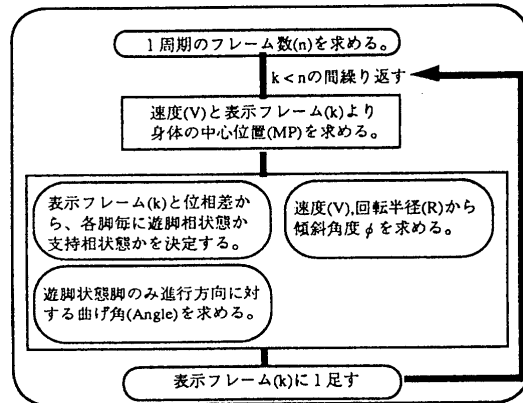 1周期のフレーム数(n)を求める。
k<nの間繰り返す
速度(V)と表示フレーム(k)より
身体の中心位置(MP)を求める。
表示フレーム(k)と位相差か
ら、各脚毎に遊脚相状態か
支持相状態かを決定する。
速度(V),回転半径(R)から
傾斜角度φを求める。
遊脚状態脚のみ進行方向に対
する曲げ角(Angle)を求める。
表示フレーム(k)に1足す